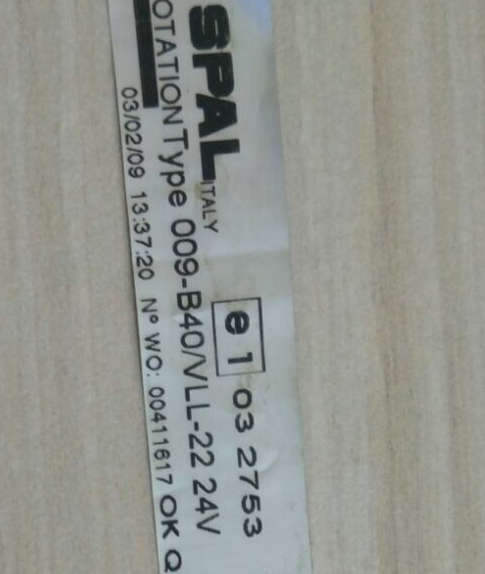 SPAL ITALY
e 1 03 2753
OTATION Type 009-B40/VLL-22 24V
03/02/09 13:37:20 Nº WO: 00411617 OK Q